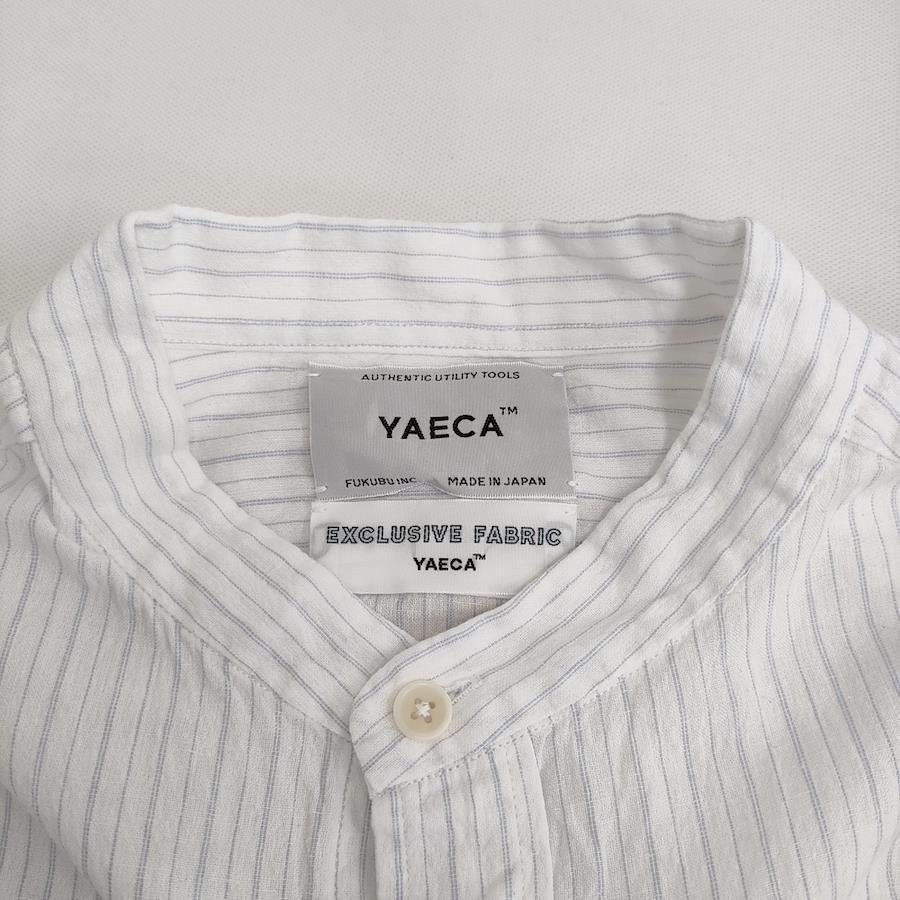 AUTHENTIC UTILITY TOOLS
YAECA™
FUKUBU INC. MADE IN JAPAN
EXCLUSIVE FABRIC
YAECA™